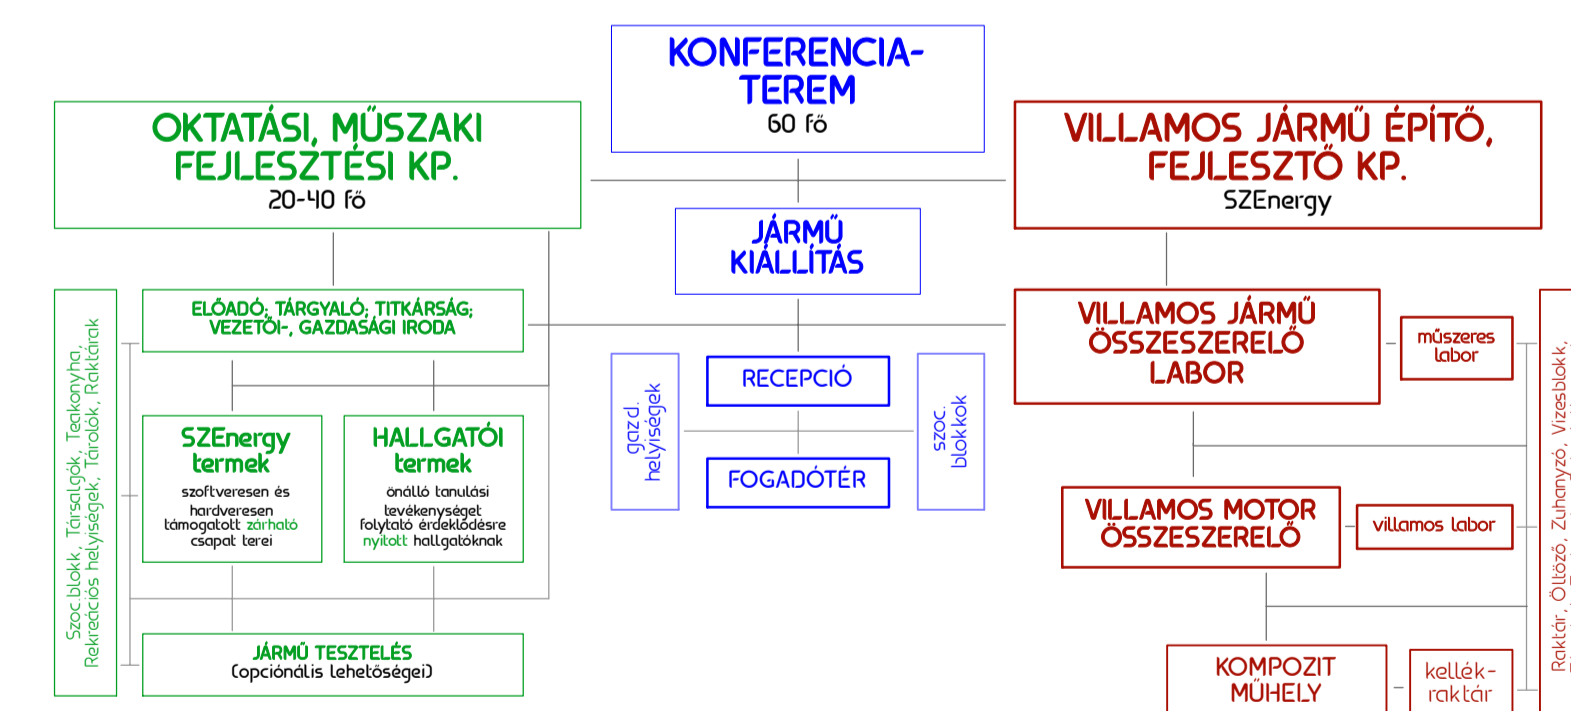 KONFERENCIA-
TEREM
60 fő
OKTATÁSI, MŰSZAKI
FEJLESZTÉSI KP.
20-40 fő
VILLAMOS JÁRMŰ ÉPÍTŐ,
FEJLESZTŐ KP.
SZEnergy
JÁRMŰ
KIÁLLÍTÁS
Szoc.blokk, Társalgók, Teakonyha,
Rekreációs helyiségek, Tárolók, Raktárak
ELŐADÓ; TÁRGYALÓ; TITKÁRSÁG;
VEZETŐI-, GAZDASÁGI IRODA
SZEnergy
termek
szoftveresen és
hardveresen
támogatott zárható
csapat terei
HALLGATÓI
termek
önálló tanulási
tevékenységet
folytató érdeklődésre
nyitott hallgatóknak
JÁRMŰ TESZTELÉS
(opciónális lehetőségei)
gazd.
helyiségek
RECEPCIÓ
FOGADÓTÉR
szoc.
blokkok
VILLAMOS JÁRMŰ
ÖSSZESZERELŐ
LABOR
műszeres
labor
VILLAMOS MOTOR
ÖSSZESZERELŐ
villamos labor
KOMPOZIT
MŰHELY
kellék-
raktár
Raktár, Öltöző, Zuhanyzó, Vizesblokk,